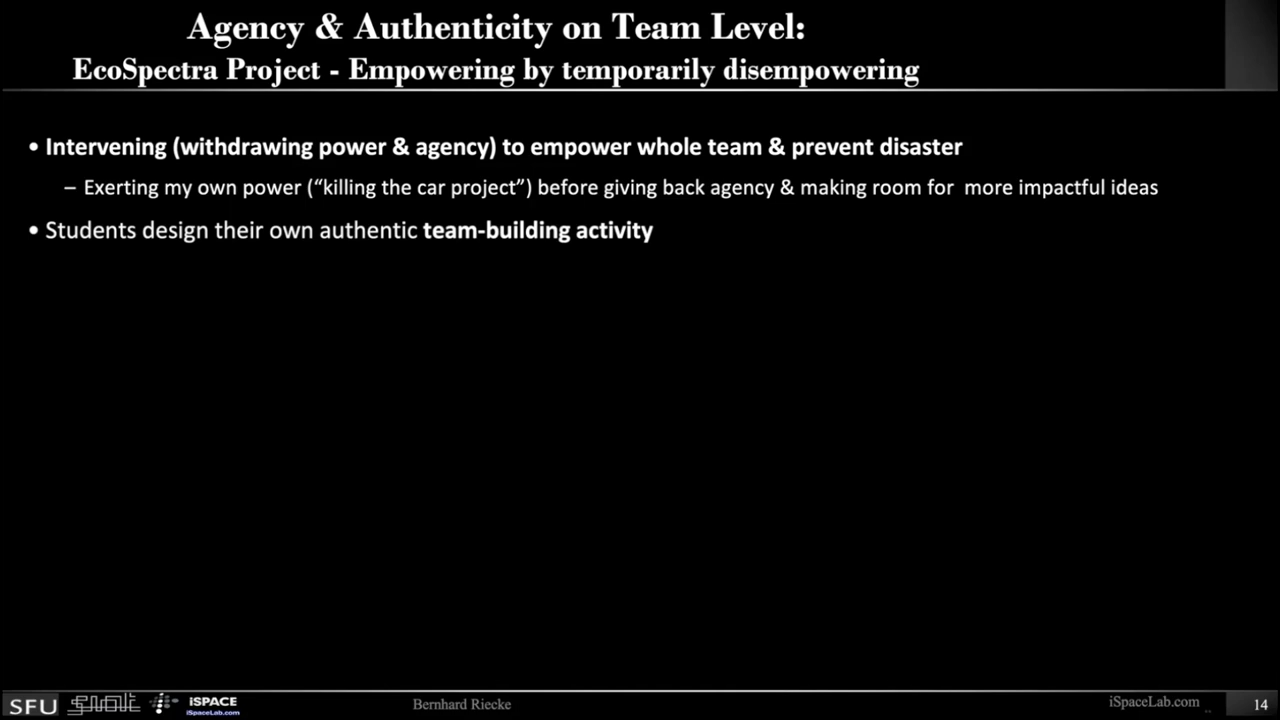 Agency & Authenticity on Team Level:
EcoSpectra Project - Empowering by temporarily disempowering
• Intervening (withdrawing power & agency) to empower whole team & prevent disaster
– Exerting my own power (“killing the car project”) before giving back agency & making room for  more impactful ideas
• Students design their own authentic team-building activity
SFU
iSPACE
iSpaceLab.com
Bernhard Riecke
iSpaceLab.com
14